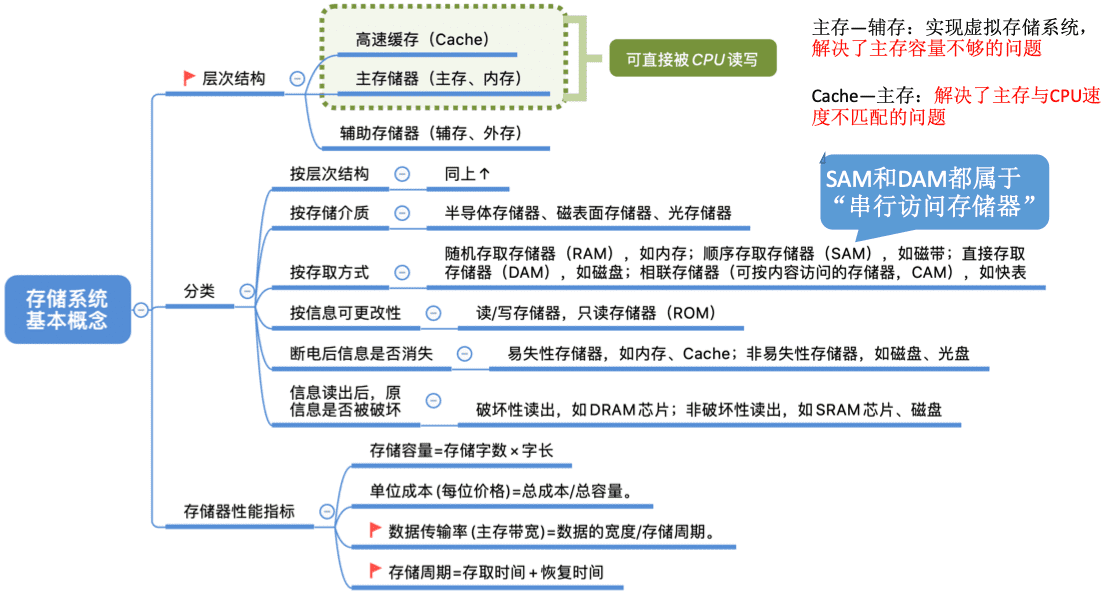 存储系统
基本概念
层次结构
高速缓存（Cache）
主存储器（主存、内存）
可直接被CPU读写
辅助存储器（辅存、外存）
主存—辅存：实现虚拟存储系统，
解决了主存容量不够的问题
Cache—主存：解决了主存与CPU速
度不匹配的问题
分类
按层次结构
同上↑
按存储介质
半导体存储器、磁表面存储器、光存储器
SAM和DAM都属于
“串行访问存储器”
按存取方式
随机存取存储器（RAM），如内存；顺序存取存储器（SAM），如磁带；直接存取
存储器（DAM），如磁盘；相联存储器（可按内容访问的存储器，CAM），如快表
按信息可更改性
读/写存储器，只读存储器（ROM）
断电后信息是否消失
易失性存储器，如内存、Cache；非易失性存储器，如磁盘、光盘
信息读出后，原
信息是否被破坏
破坏性读出，如DRAM芯片；非破坏性读出，如SRAM芯片、磁盘
存储器性能指标
存储容量=存储字数×字长
单位成本(每位价格)=总成本/总容量。
数据传输率(主存带宽)=数据的宽度/存储周期。
存储周期=存取时间+恢复时间